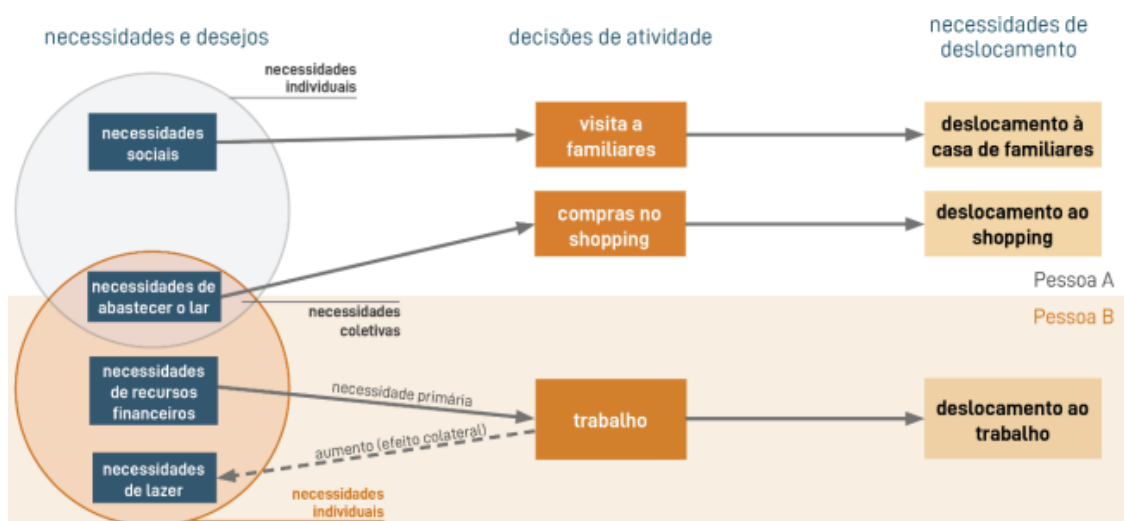 necessidades e desejos
decisões de atividade
necessidades de
deslocamento
necessidades
individuais
necessidades
sociais
visita a
familiares
deslocamento à
casa de familiares
compras no
shopping
deslocamento ao
shopping
necessidades de
abastecer o lar
necessidades
coletivas
Pessoa A
Pessoa B
necessidades
de recursos
financeiros
necessidade primária
trabalho
deslocamento ao
trabalho
aumento (efeito colateral)
necessidades
de lazer
necessidades
individuais